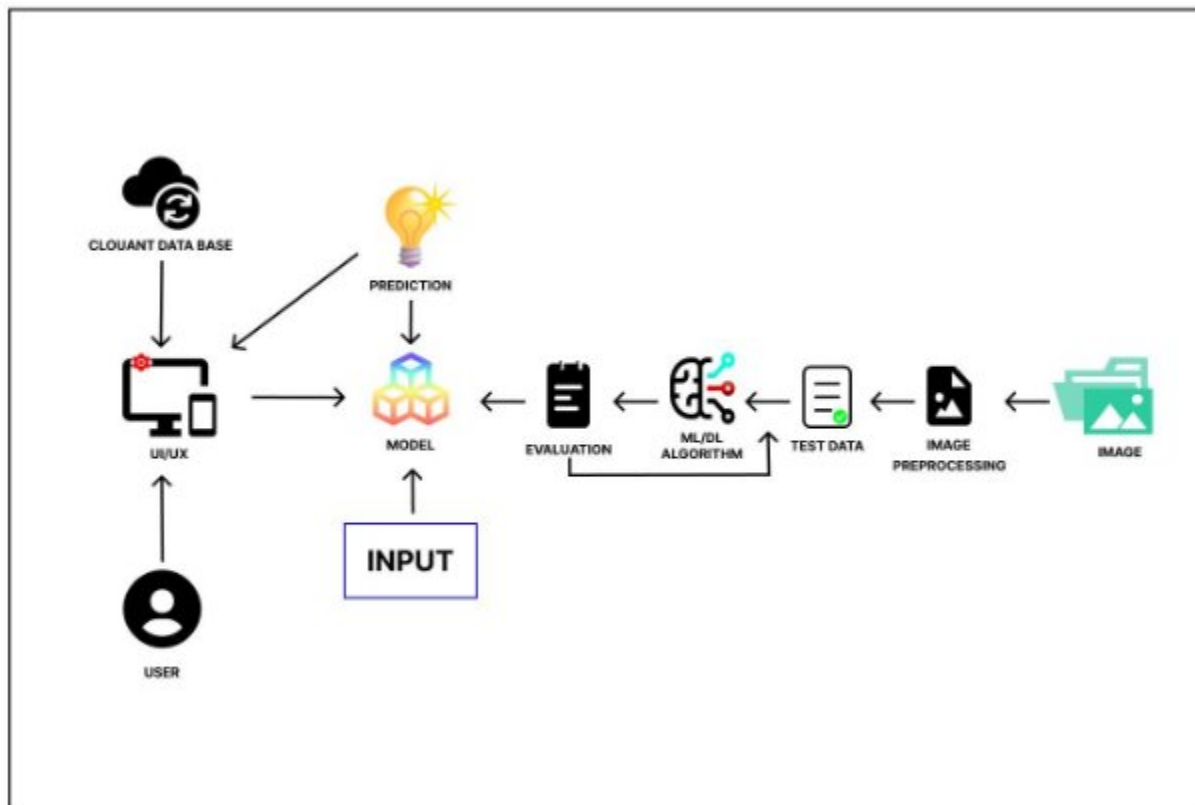 CLOUANT DATA BASE
PREDICTION
UI/UX
MODEL
EVALUATION
ML/DL
ALGORITHM
TEST DATA
IMAGE
PREPROCESSING
IMAGE
INPUT
USER